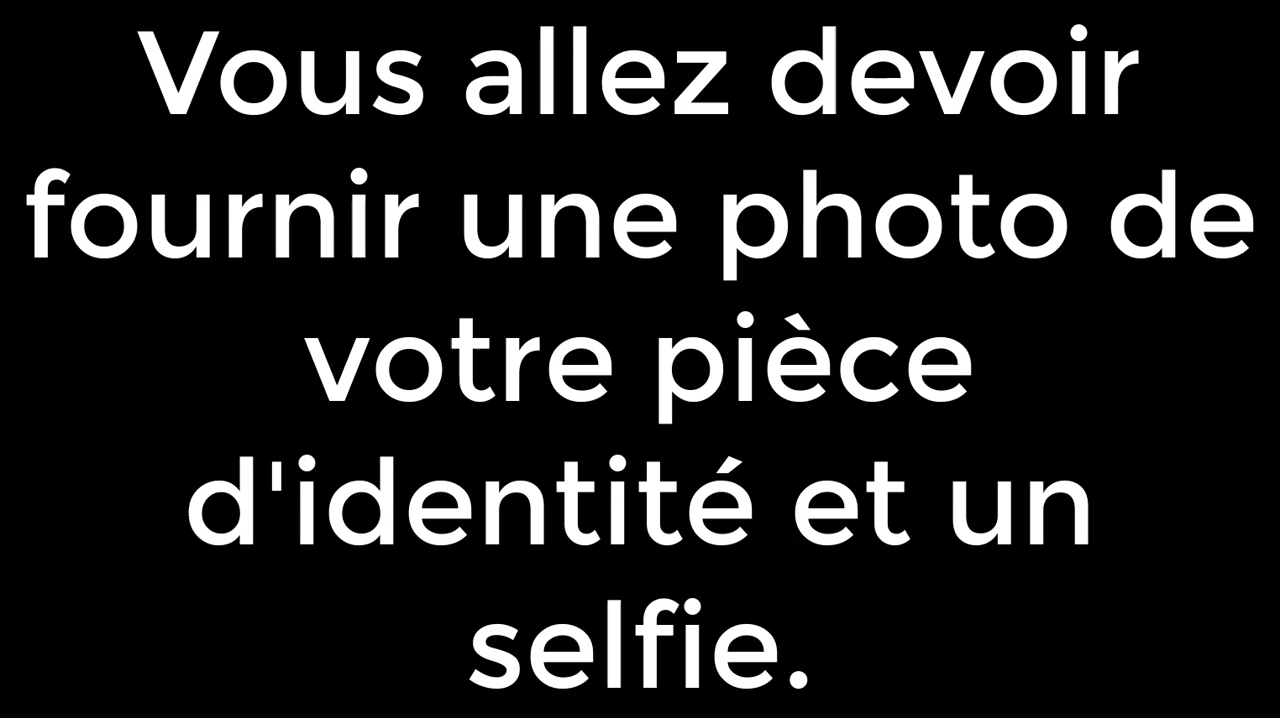 Vous allez devoir
fournir une photo de
votre pièce
d'identité et un
selfie.